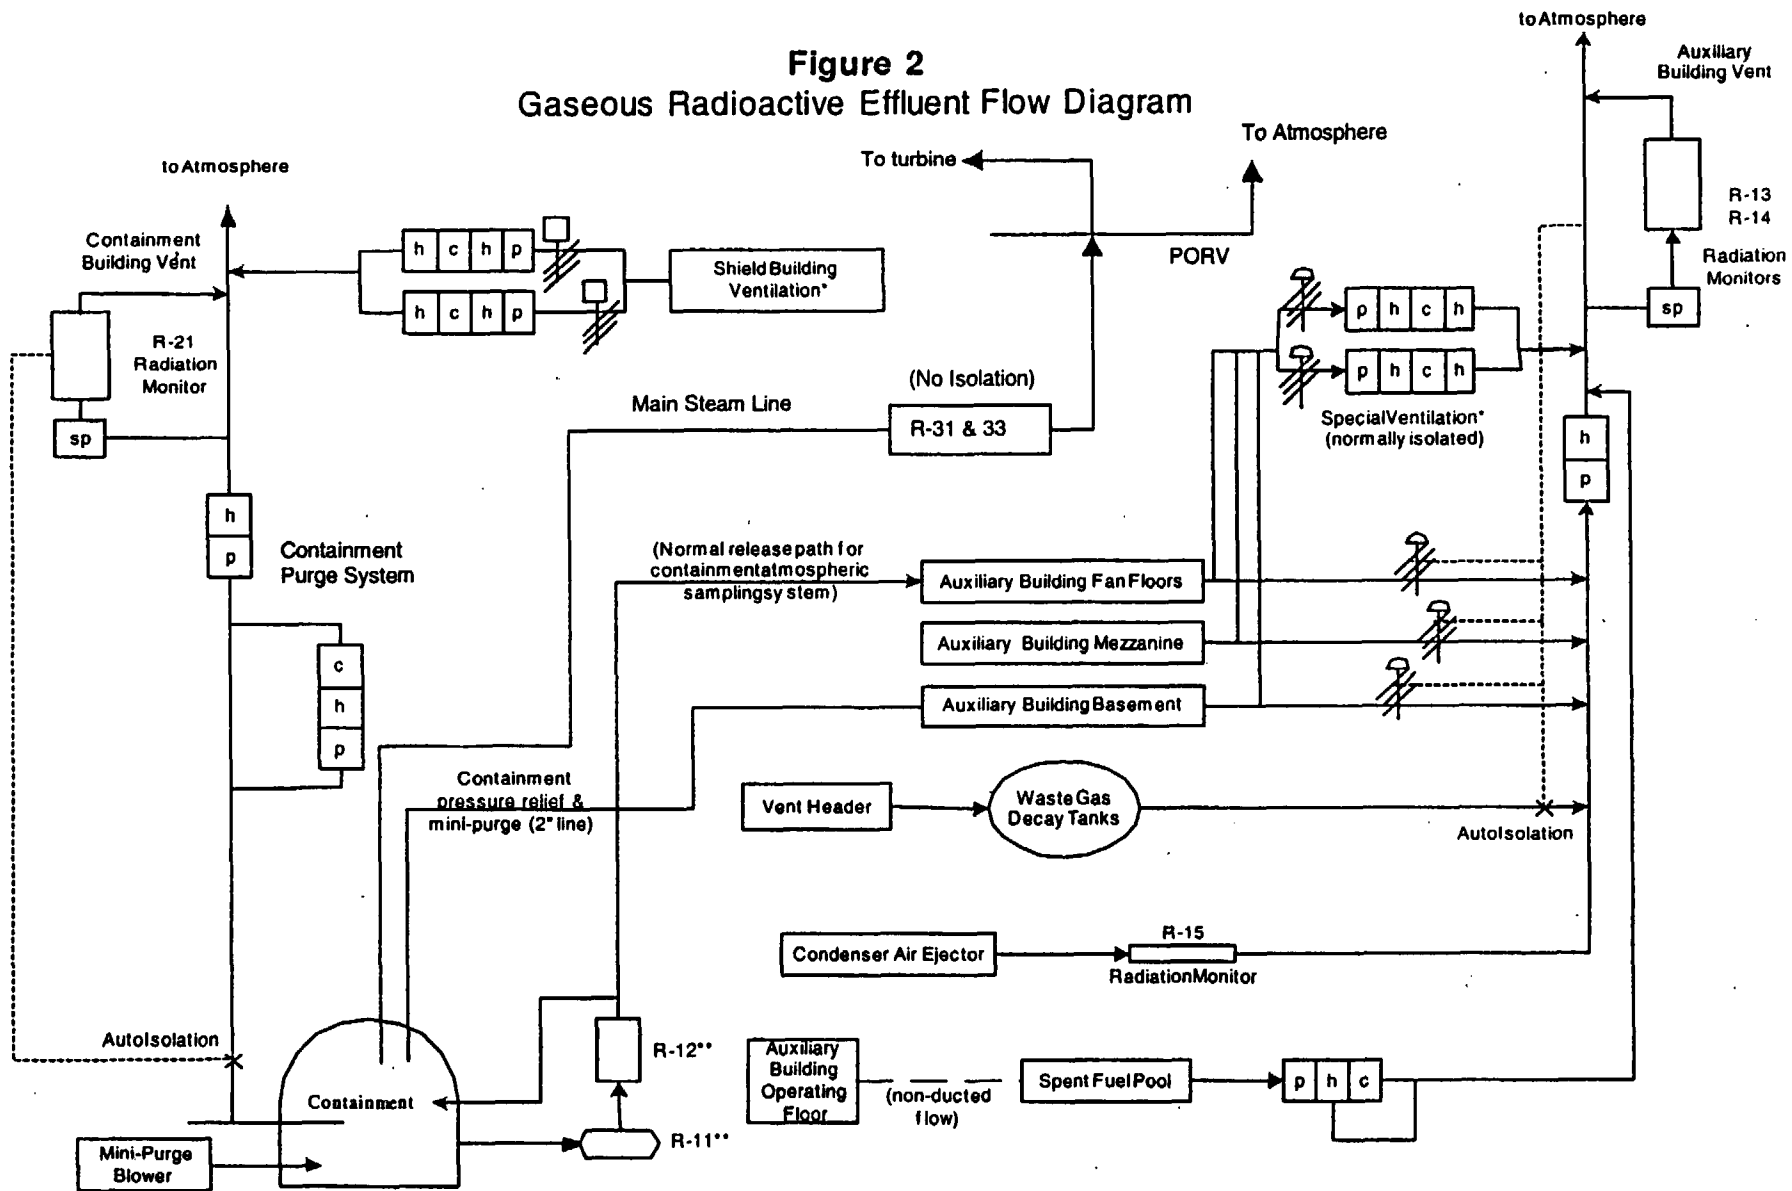 Figure 2
Gaseous Radioactive Effluent Flow Diagram
to Atmosphere
Auxiliary
Building Vent
R-13
R-14
Radiation
Monitors
sp
to Atmosphere
Containment
Building Vent
R-21
Radiation
Monitor
sp
h
p
Containment
Purge System
c
h
p
Auto Isolation
h c h p
h c h p
Shield Building
Ventilation*
To turbine
To Atmosphere
PORV
(No Isolation)
Main Steam Line
R-31 & 33
p h c h
p h c h
Special Ventilation*
(normally isolated)
h
p
(Normal release path for
containment atmospheric
sampling system)
Auxiliary Building Fan Floors
Auxiliary Building Mezzanine
Auxiliary Building Basement
Containment
pressure relief &
mini-purge (2" line)
Vent Header
Waste Gas
Decay Tanks
Auto Isolation
Condenser Air Ejector
R-15
Radiation Monitor
Containment
Mini-Purge
Blower
R-12**
R-11**
Auxiliary
Building
Operating
Floor
(non-ducted
flow)
Spent Fuel Pool
p h c